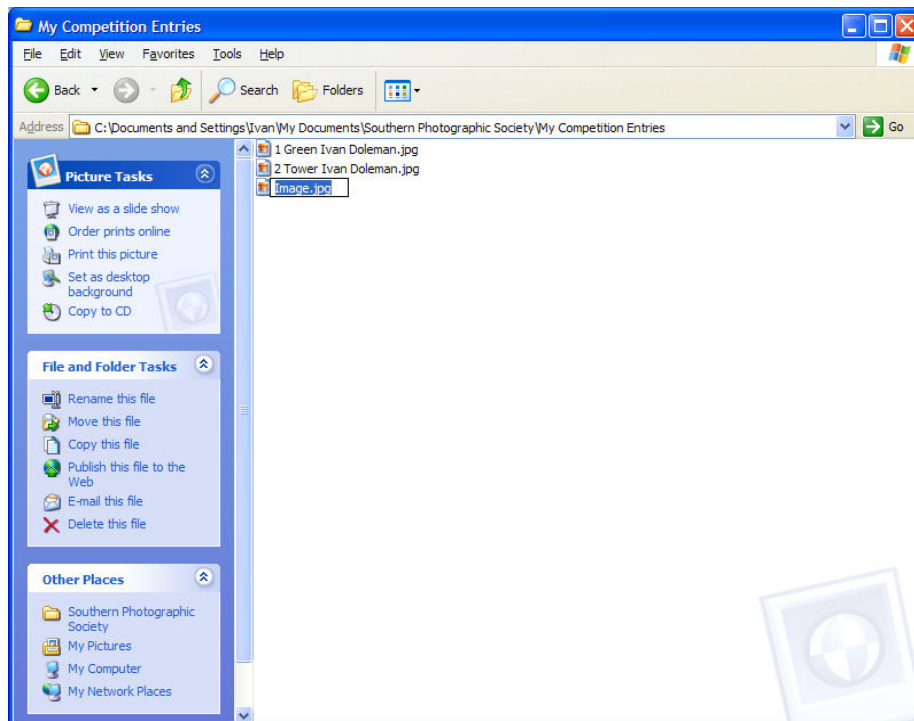 My Competition Entries
File Edit View Favorites Tools Help
Back Search Folders
Address C:\Documents and Settings\Ivan\My Documents\Southern Photographic Society\My Competition Entries Go
Picture Tasks
View as a slide show
Order prints online
Print this picture
Set as desktop
background
Copy to CD
File and Folder Tasks
Rename this file
Move this file
Copy this file
Publish this file to the
Web
E-mail this file
Delete this file
Other Places
Southern Photographic
Society
My Pictures
My Computer
My Network Places
1 Green Ivan Doleman.jpg
2 Tower Ivan Doleman.jpg
Image.jpg